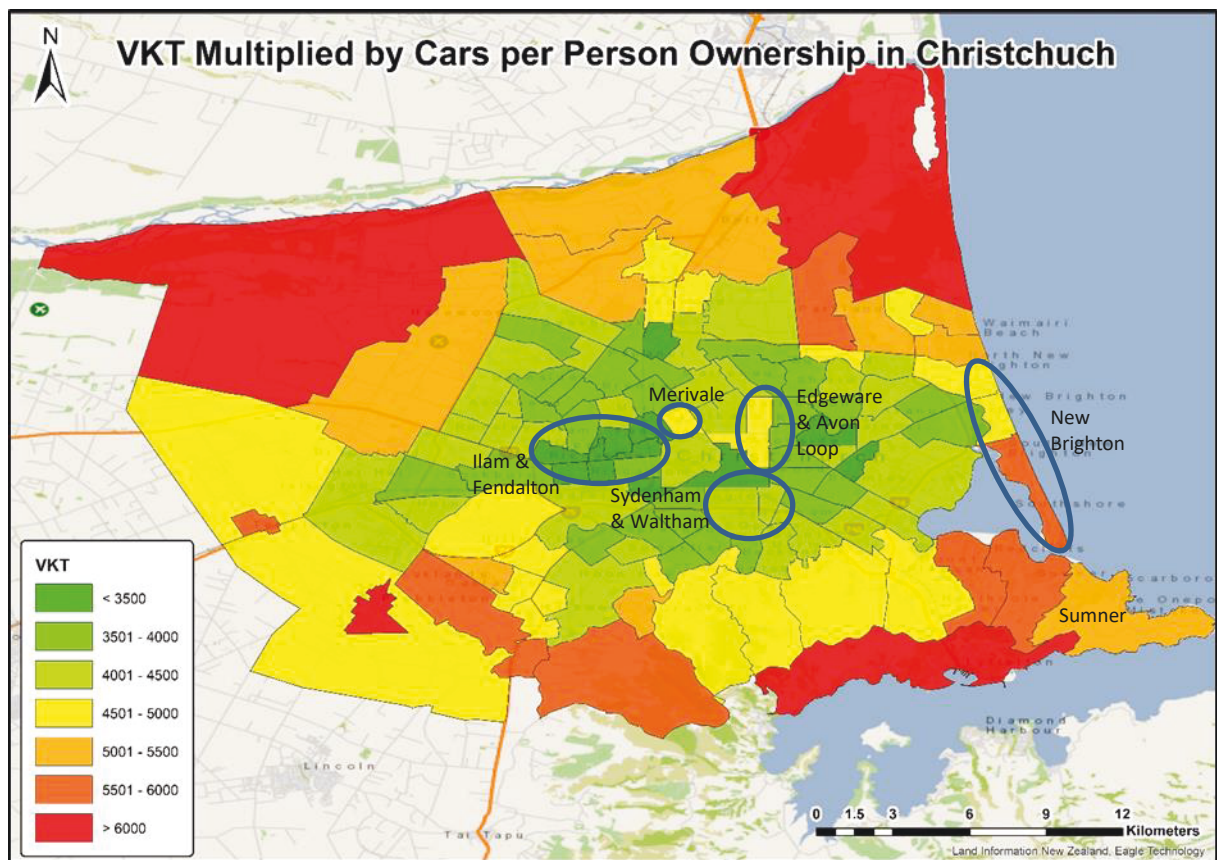 N
VKT Multiplied by Cars per Person Ownership in Christchuch
Waimairi
Beach
Merivale
Edgeware
& Avon
Loop
New
Brighton
Ilam &
Fendalton
Sydenham
& Waltham
Southshore
Sumner
Diamond
Harbour
Lincoln
Tai Tapu
VKT
< 3500
3501 - 4000
4001 - 4500
4501 - 5000
5001 - 5500
5501 - 6000
> 6000
0 1.5 3 6 9 12
Kilometers
Land Information New Zealand, Eagle Technology